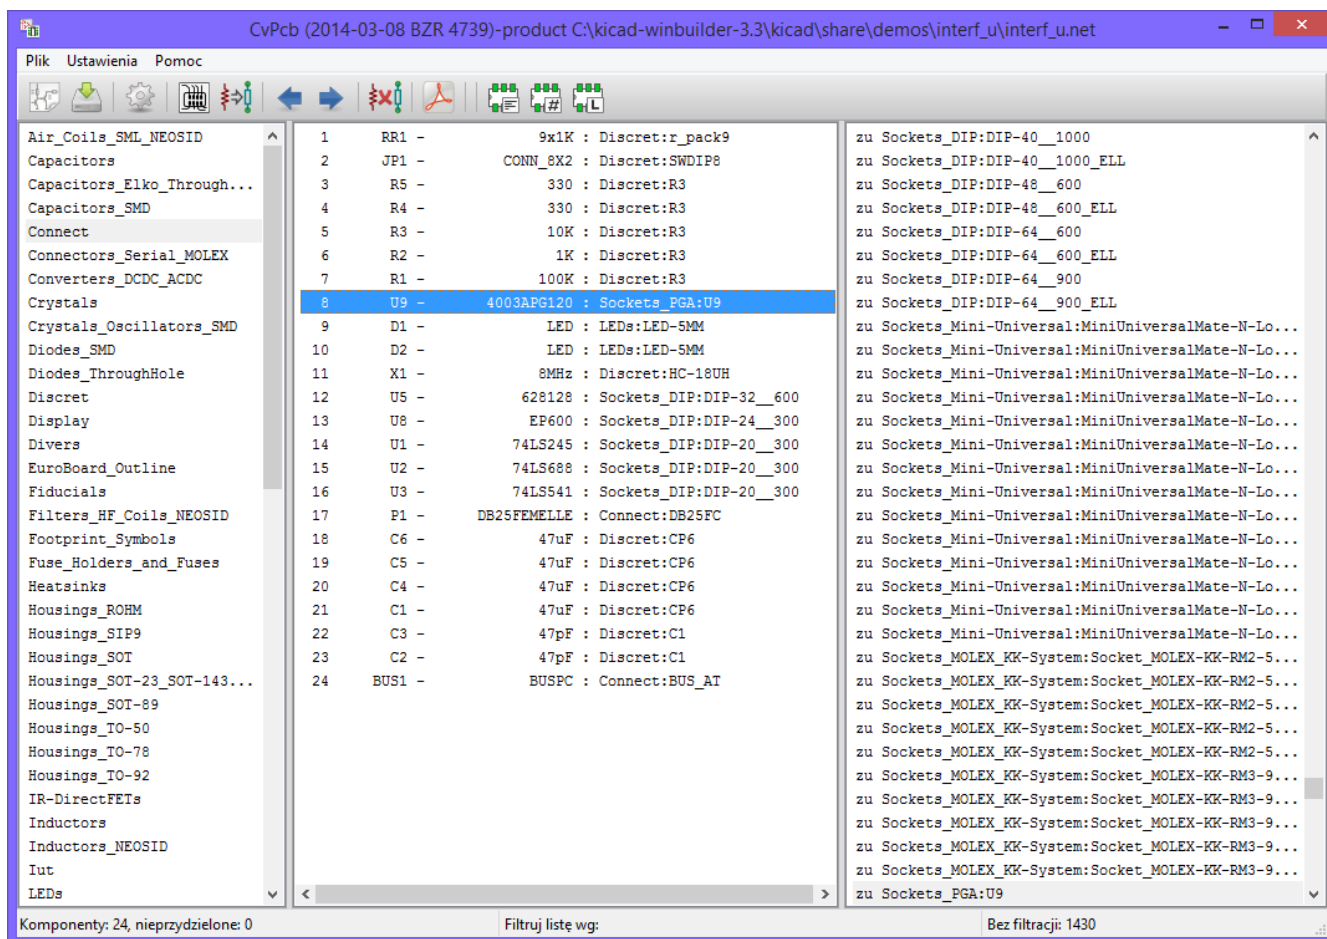 CvPcb (2014-03-08 BZR 4739)-product C:\kicad-winbuilder-3.3\kicad\share\demos\interf_u\interf_u.net
Plik Ustawienia Pomoc
Air_Coils_SML_NEOSID
Capacitors
Capacitors_Elko_Through...
Capacitors_SMD
Connect
Connectors_Serial_MOLEX
Converters_DCDC_ACDC
Crystals
Crystals_Oscillators_SMD
Diodes_SMD
Diodes_ThroughHole
Discret
Display
Divers
EuroBoard_Outline
Fiducials
Filters_HF_Coils_NEOSID
Footprint_Symbols
Fuse_Holders_and_Fuses
Heatsinks
Housings_ROHM
Housings_SIP9
Housings_SOT
Housings_SOT-23_SOT-143...
Housings_SOT-89
Housings_TO-50
Housings_TO-78
Housings_TO-92
IR-DirectFETs
Inductors
Inductors_NEOSID
Iut
LEDs
1 RR1 - 9x1K : Discret:r_pack9
2 JP1 - CONN_8X2 : Discret:SWDIP8
3 R5 - 330 : Discret:R3
4 R4 - 330 : Discret:R3
5 R3 - 10K : Discret:R3
6 R2 - 1K : Discret:R3
7 R1 - 100K : Discret:R3
8 U9 - 4003APG120 : Sockets_PGA:U9
9 D1 - LED : LEDs:LED-5MM
10 D2 - LED : LEDs:LED-5MM
11 X1 - 8MHz : Discret:HC-18UH
12 U5 - 628128 : Sockets_DIP:DIP-32__600
13 U8 - EP600 : Sockets_DIP:DIP-24__300
14 U1 - 74LS245 : Sockets_DIP:DIP-20__300
15 U2 - 74LS688 : Sockets_DIP:DIP-20__300
16 U3 - 74LS541 : Sockets_DIP:DIP-20__300
17 P1 - DB25FEMELLE : Connect:DB25FC
18 C6 - 47uF : Discret:CP6
19 C5 - 47uF : Discret:CP6
20 C4 - 47uF : Discret:CP6
21 C1 - 47uF : Discret:CP6
22 C3 - 47pF : Discret:C1
23 C2 - 47pF : Discret:C1
24 BUS1 - BUSPC : Connect:BUS_AT
zu Sockets_DIP:DIP-40__1000
zu Sockets_DIP:DIP-40__1000_ELL
zu Sockets_DIP:DIP-48__600
zu Sockets_DIP:DIP-48__600_ELL
zu Sockets_DIP:DIP-64__600
zu Sockets_DIP:DIP-64__600_ELL
zu Sockets_DIP:DIP-64__900
zu Sockets_DIP:DIP-64__900_ELL
zu Sockets_Mini-Universal:MiniUniversalMate-N-Lo...
zu Sockets_Mini-Universal:MiniUniversalMate-N-Lo...
zu Sockets_Mini-Universal:MiniUniversalMate-N-Lo...
zu Sockets_Mini-Universal:MiniUniversalMate-N-Lo...
zu Sockets_Mini-Universal:MiniUniversalMate-N-Lo...
zu Sockets_Mini-Universal:MiniUniversalMate-N-Lo...
zu Sockets_Mini-Universal:MiniUniversalMate-N-Lo...
zu Sockets_Mini-Universal:MiniUniversalMate-N-Lo...
zu Sockets_Mini-Universal:MiniUniversalMate-N-Lo...
zu Sockets_Mini-Universal:MiniUniversalMate-N-Lo...
zu Sockets_Mini-Universal:MiniUniversalMate-N-Lo...
zu Sockets_Mini-Universal:MiniUniversalMate-N-Lo...
zu Sockets_Mini-Universal:MiniUniversalMate-N-Lo...
zu Sockets_Mini-Universal:MiniUniversalMate-N-Lo...
zu Sockets_MOLEX_KK-System:Socket_MOLEX-KK-RM2-5...
zu Sockets_MOLEX_KK-System:Socket_MOLEX-KK-RM2-5...
zu Sockets_MOLEX_KK-System:Socket_MOLEX-KK-RM2-5...
zu Sockets_MOLEX_KK-System:Socket_MOLEX-KK-RM2-5...
zu Sockets_MOLEX_KK-System:Socket_MOLEX-KK-RM2-5...
zu Sockets_MOLEX_KK-System:Socket_MOLEX-KK-RM3-9...
zu Sockets_MOLEX_KK-System:Socket_MOLEX-KK-RM3-9...
zu Sockets_MOLEX_KK-System:Socket_MOLEX-KK-RM3-9...
zu Sockets_MOLEX_KK-System:Socket_MOLEX-KK-RM3-9...
zu Sockets_MOLEX_KK-System:Socket_MOLEX-KK-RM3-9...
zu Sockets_PGA:U9
Komponenty: 24, nieprzydzielone: 0
Filtruj listę wg:
Bez filtracji: 1430